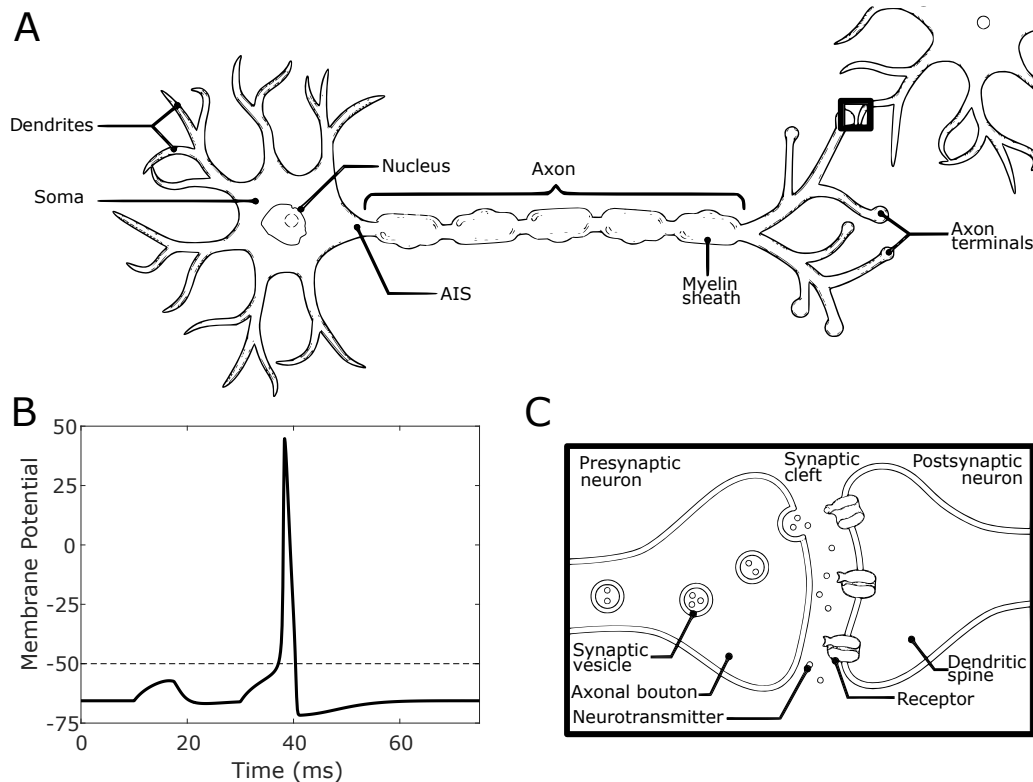 A
Dendrites
Nucleus
Axon
Soma
Axon
terminals
AIS
Myelin
sheath
B
50
25
0
-25
-50
-75
Membrane Potential
0
20
40
60
Time (ms)
C
Presynaptic
neuron
Synaptic
cleft
Postsynaptic
neuron
Synaptic
vesicle
Axonal bouton
Neurotransmitter
Dendritic
spine
Receptor